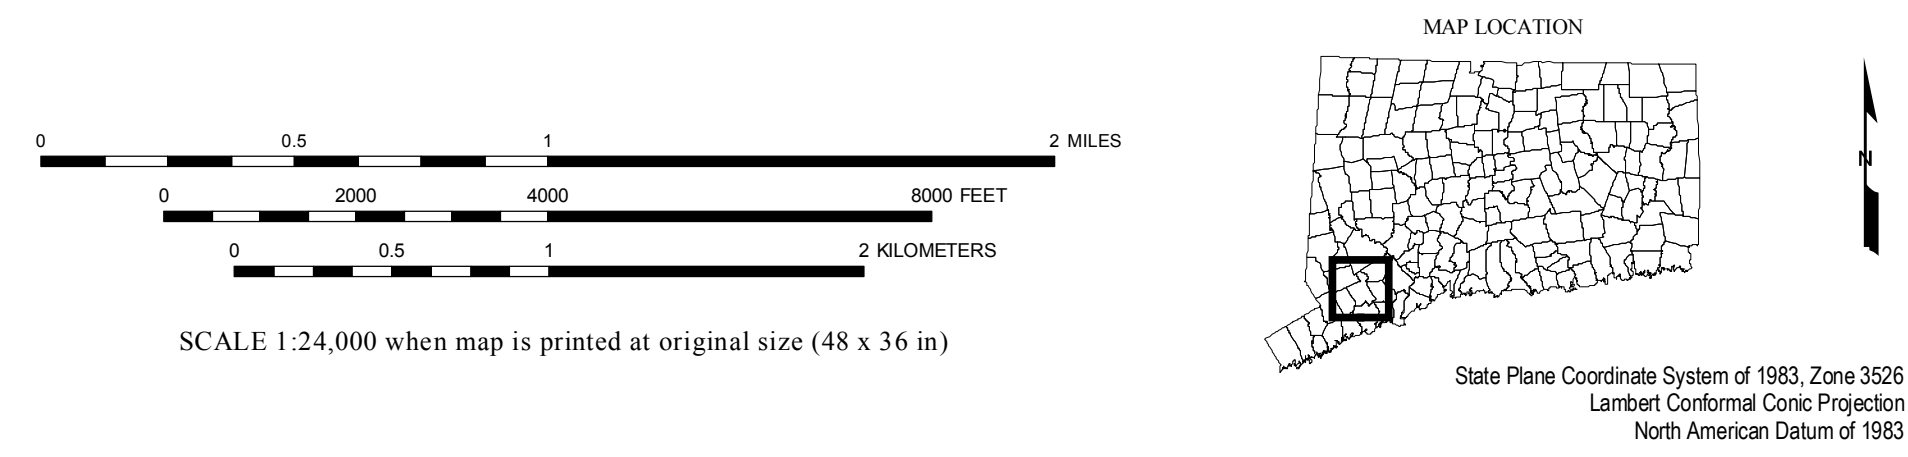 0 0.5 1 2 MILES
0 2000 4000 8000 FEET
0 0.5 1 2 KILOMETERS
SCALE 1:24,000 when map is printed at original size (48 x 36 in)
MAP LOCATION
N
State Plane Coordinate System of 1983, Zone 3526
Lambert Conformal Conic Projection
North American Datum of 1983